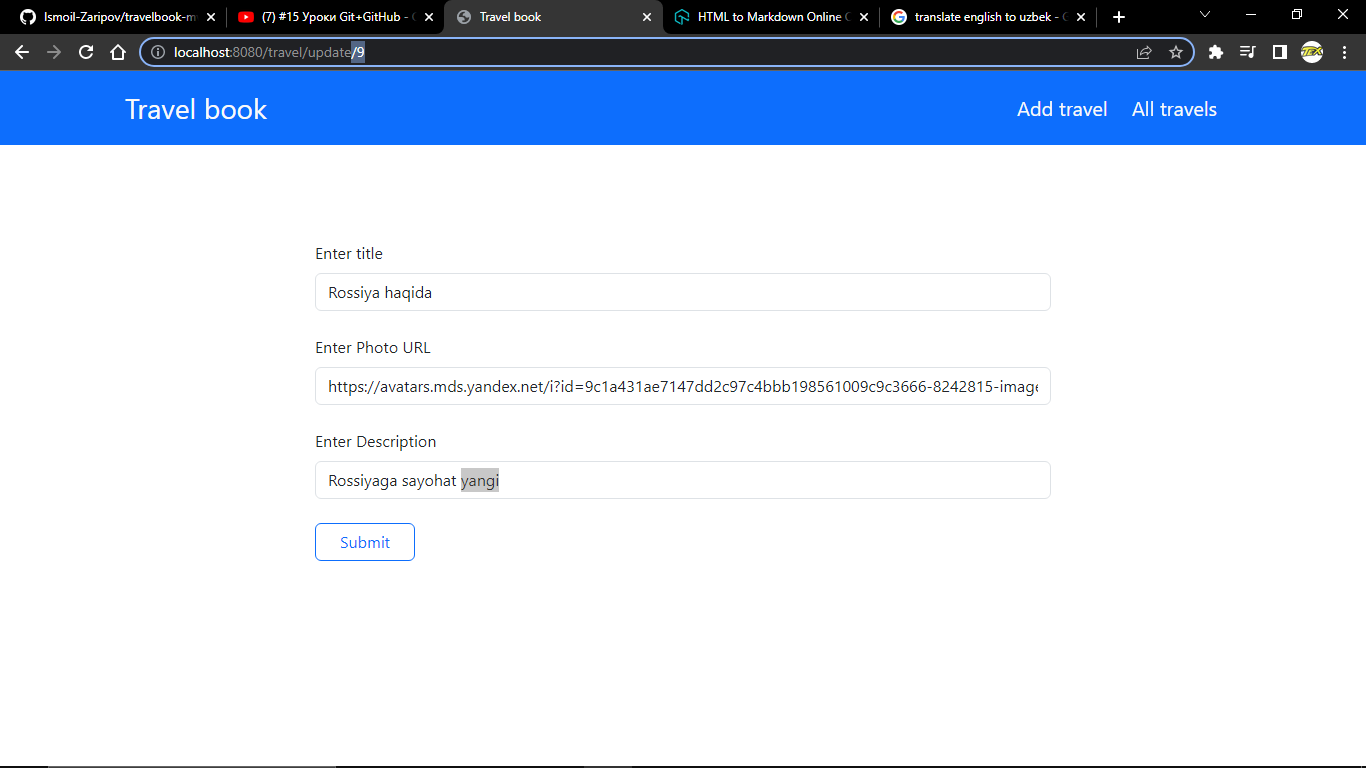 Ismoil-Zaripov/travelbook-m
(7) #15 Уроки Git+GitHub -
Travel book
HTML to Markdown Online
translate english to uzbek -
localhost:8080/travel/update/9
Travel book
Add travel
All travels
Enter title
Rossiya haqida
Enter Photo URL
https://avatars.mds.yandex.net/i?id=9c1a431ae7147dd2c97c4bbb198561009c9c3666-8242815-image
Enter Description
Rossiyaga sayohat yangi
Submit